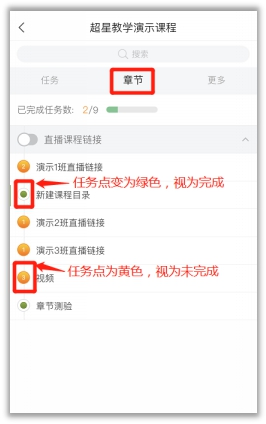 超星教学演示课程
搜索
任务 章节 更多
已完成任务数: 2/9
直播课程链接
2 演示1班直播链接
任务点变为绿色，视为完成
新建课程目录
1 演示2班直播链接
1 演示3班直播链接
任务点为黄色，视为未完成
视频
章节测验